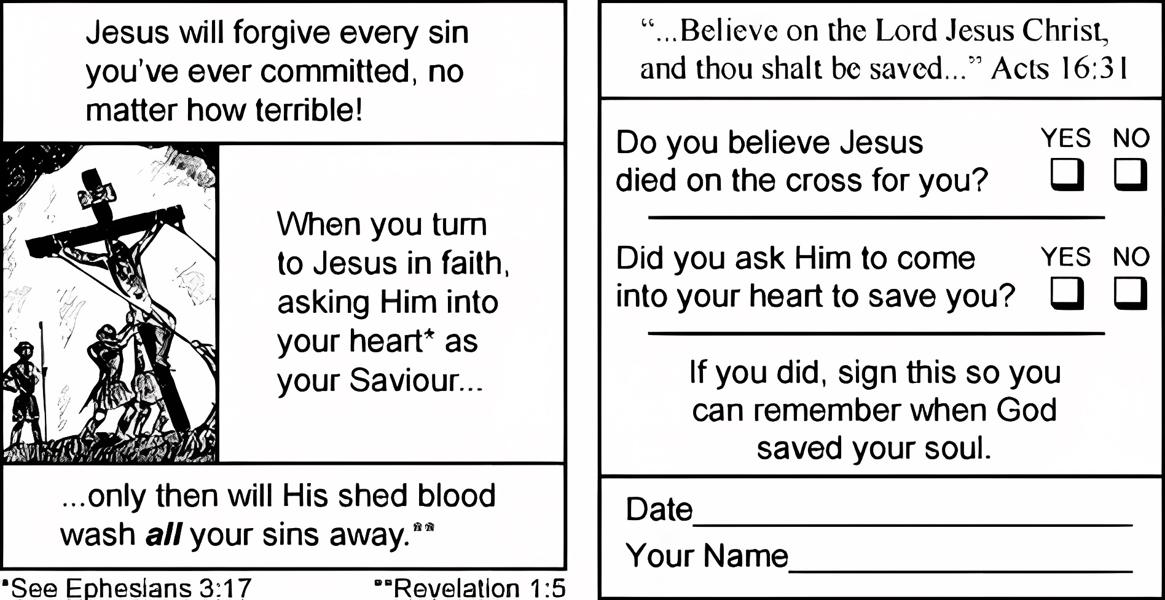 Jesus will forgive every sin
you've ever committed, no
matter how terrible!
When you turn
to Jesus in faith,
asking Him into
your heart* as
your Saviour...
...only then will His shed blood
wash all your sins away.**
*See Ephesians 3:17
**Revelation 1:5
“...Believe on the Lord Jesus Christ,
and thou shalt be saved...” Acts 16:31
Do you believe Jesus
died on the cross for you?
YES NO
Did you ask Him to come
into your heart to save you?
YES NO
If you did, sign this so you
can remember when God
saved your soul.
Date
Your Name